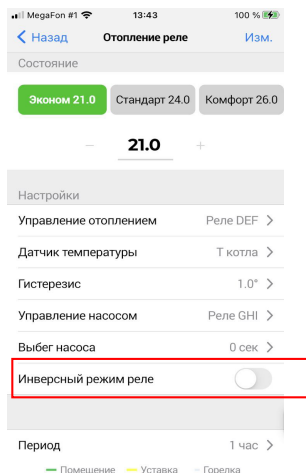 MegaFon #1 13:43 100 %
Назад Отопление реле Изм.
Состояние
Эконом 21.0 Стандарт 24.0 Комфорт 26.0
− 21.0 +
Настройки
Управление отоплением Реле DEF
Датчик температуры Т котла
Гистерезис 1.0°
Управление насосом Реле GHI
Выбег насоса 0 сек
Инверсный режим реле
Период 1 час
Помещение Уставка Горелка